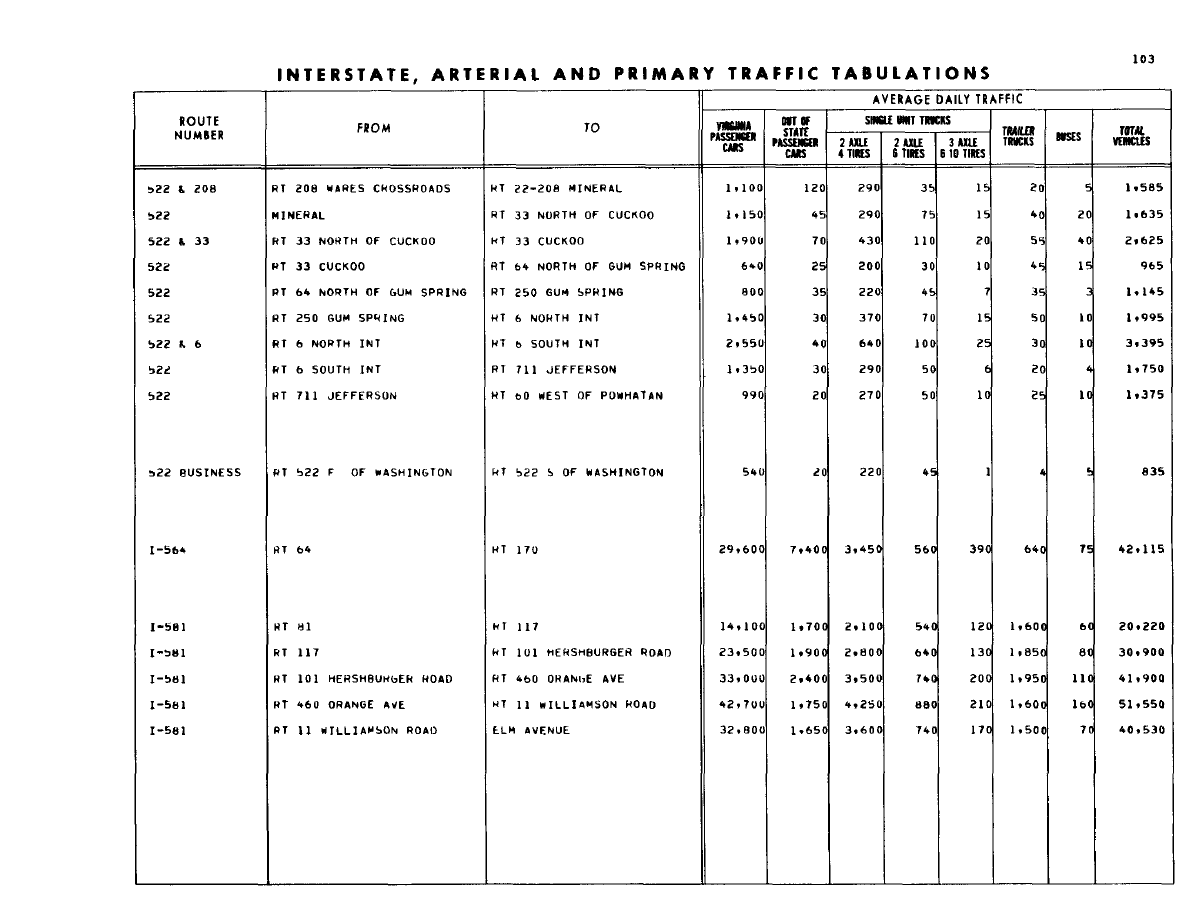 103
INTERSTATE, ARTERIAL AND PRIMARY TRAFFIC TABULATIONS
AVERAGE DAILY TRAFFIC
ROUTE NUMBER FROM TO VIRGINIA PASSENGER CARS OUT OF STATE PASSENGER CARS SINGLE UNIT TRUCKS 2 AXLE 4 TIRES 2 AXLE 6 TIRES 3 AXLE 6 10 TIRES TRAILER TRUCKS BUSES TOTAL VEHICLES
522 & 208 RT 208 WARES CROSSROADS RT 22-208 MINERAL 1,100 120 290 35 15 20 5 1,585
522 MINERAL RT 33 NORTH OF CUCKOO 1,150 45 290 75 15 40 20 1,635
522 & 33 RT 33 NORTH OF CUCKOO RT 33 CUCKOO 1,900 70 430 110 20 55 40 2,625
522 RT 33 CUCKOO RT 64 NORTH OF GUM SPRING 640 25 200 30 10 45 15 965
522 RT 64 NORTH OF GUM SPRING RT 250 GUM SPRING 800 35 220 45 7 35 3 1,145
522 RT 250 GUM SPRING RT 6 NORTH INT 1,450 30 370 70 15 50 10 1,995
522 & 6 RT 6 NORTH INT RT 6 SOUTH INT 2,550 40 640 100 25 30 10 3,395
522 RT 6 SOUTH INT RT 711 JEFFERSON 1,350 30 290 50 6 20 4 1,750
522 RT 711 JEFFERSON RT 60 WEST OF POWHATAN 990 20 270 50 10 25 10 1,375
522 BUSINESS RT 522 F OF WASHINGTON RT 522 S OF WASHINGTON 540 20 220 45 1 4 5 835
I-564 RT 64 RT 170 29,600 7,400 3,450 560 390 640 75 42,115
I-581 RT 81 RT 117 14,100 1,700 2,100 540 120 1,600 60 20,220
I-581 RT 117 RT 101 HERSHBURGER ROAD 23,500 1,900 2,800 640 130 1,850 80 30,900
I-581 RT 101 HERSHBURGER ROAD RT 460 ORANGE AVE 33,000 2,400 3,500 740 200 1,950 110 41,900
I-581 RT 460 ORANGE AVE RT 11 WILLIAMSON ROAD 42,700 1,750 4,250 880 210 1,600 160 51,550
I-581 RT 11 WILLIAMSON ROAD ELM AVENUE 32,800 1,650 3,600 740 170 1,500 70 40,530